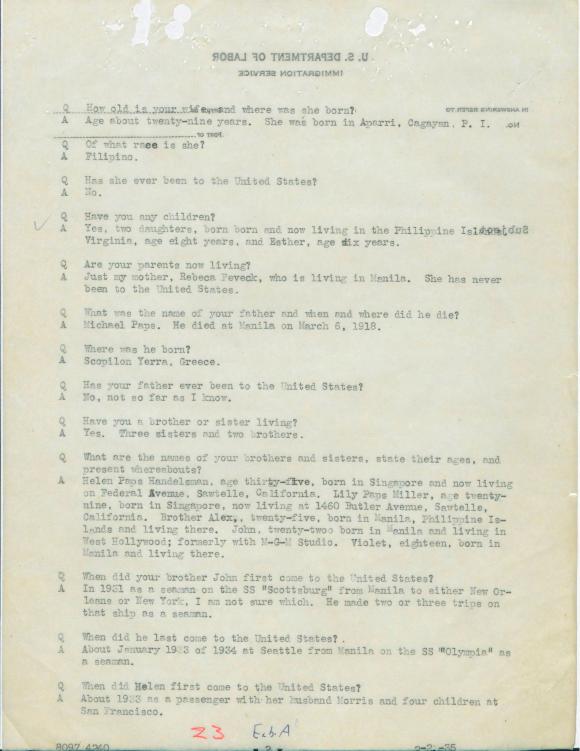 U. S. DEPARTMENT OF LABOR
IMMIGRATION SERVICE
IN ANSWERING REFER TO
No.
Q How old is your wife, and where was she born?
A Age about twenty-nine years. She was born in Aparri, Cagayan, P. I.
Q Of what race is she?
A Filipino.
Q Has she ever been to the United States?
A No.
Q Have you any children?
A Yes, two daughters, born born and now living in the Philippine Islands,
Virginia, age eight years, and Esther, age six years.
Q Are your parents now living?
A Just my mother, Rebeca Feveck, who is living in Manila. She has never
been to the United States.
Q What was the name of your father and when and where did he die?
A Michael Paps. He died at Manila on March 6, 1918.
Q Where was he born?
A Scopilon Yerra, Greece.
Q Has your father ever been to the United States?
A No, not so far as I know.
Q Have you a brother or sister living?
A Yes. Three sisters and two brothers.
Q What are the names of your brothers and sisters, state their ages, and
present whereabouts?
A Helen Paps Handelsman, age thirty-five, born in Singapore and now living
on Federal Avenue, Sawtelle, California. Lily Paps Miller, age twenty-
nine, born in Singapore, now living at 1460 Butler Avenue, Sawtelle,
California. Brother Alex,, twenty-five, born in Manila, Philippine Is-
lands and living there. John, twenty-twoo born in Manila and living in
West Hollywood; formerly with M-G-M Studio. Violet, eighteen, born in
Manila and living there.
Q When did your brother John first come to the United States?
A In 1931 as a seaman on the SS "Scottsburg" from Manila to either New Or-
leans or New York, I am not sure which. He made two or three trips on
that ship as a seaman.
Q When did he last come to the United States? .
A About January 1933 of 1934 at Seattle from Manila on the SS "Olympia" as
a seaman.
Q When did Helen first come to the United States?
A About 1933 as a passenger with her husband Morris and four children at
San Francisco.
23 Exb. A
8097 4240 - 2 - 2-2-35